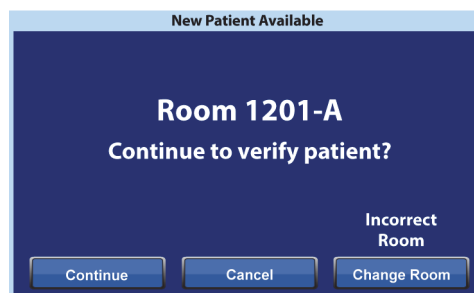 New Patient Available
Room 1201-A
Continue to verify patient?
Incorrect
Room
Continue
Cancel
Change Room